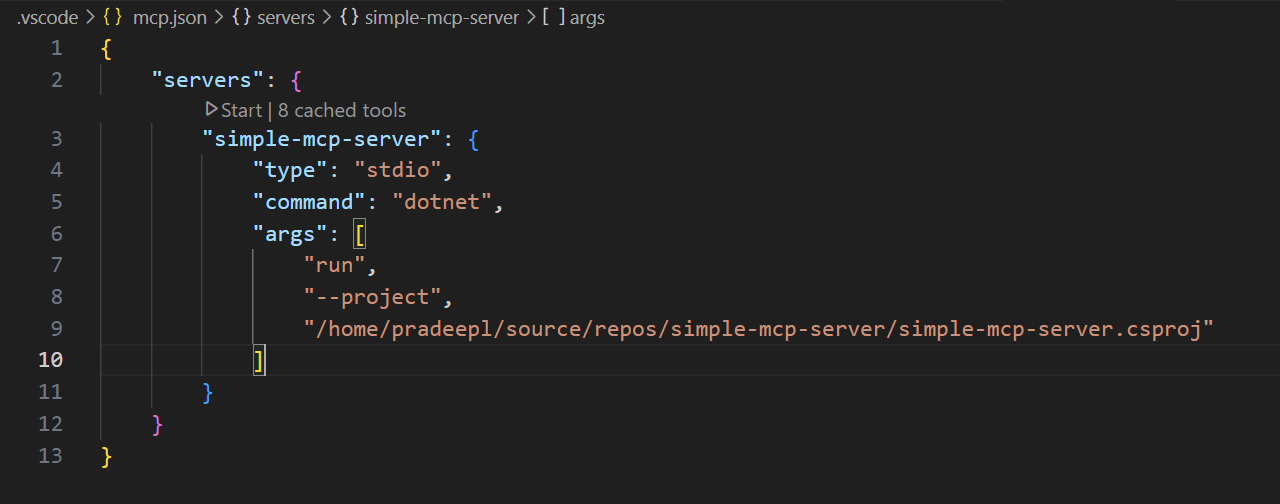 .vscode > {} mcp.json > {} servers > {} simple-mcp-server > [ ] args
1 {
2 "servers": {
Start | 8 cached tools
3 "simple-mcp-server": {
4 "type": "stdio",
5 "command": "dotnet",
6 "args": [
7 "run",
8 "--project",
9 "/home/pradeepl/source/repos/simple-mcp-server/simple-mcp-server.csproj"
10 ]
11 }
12 }
13 }